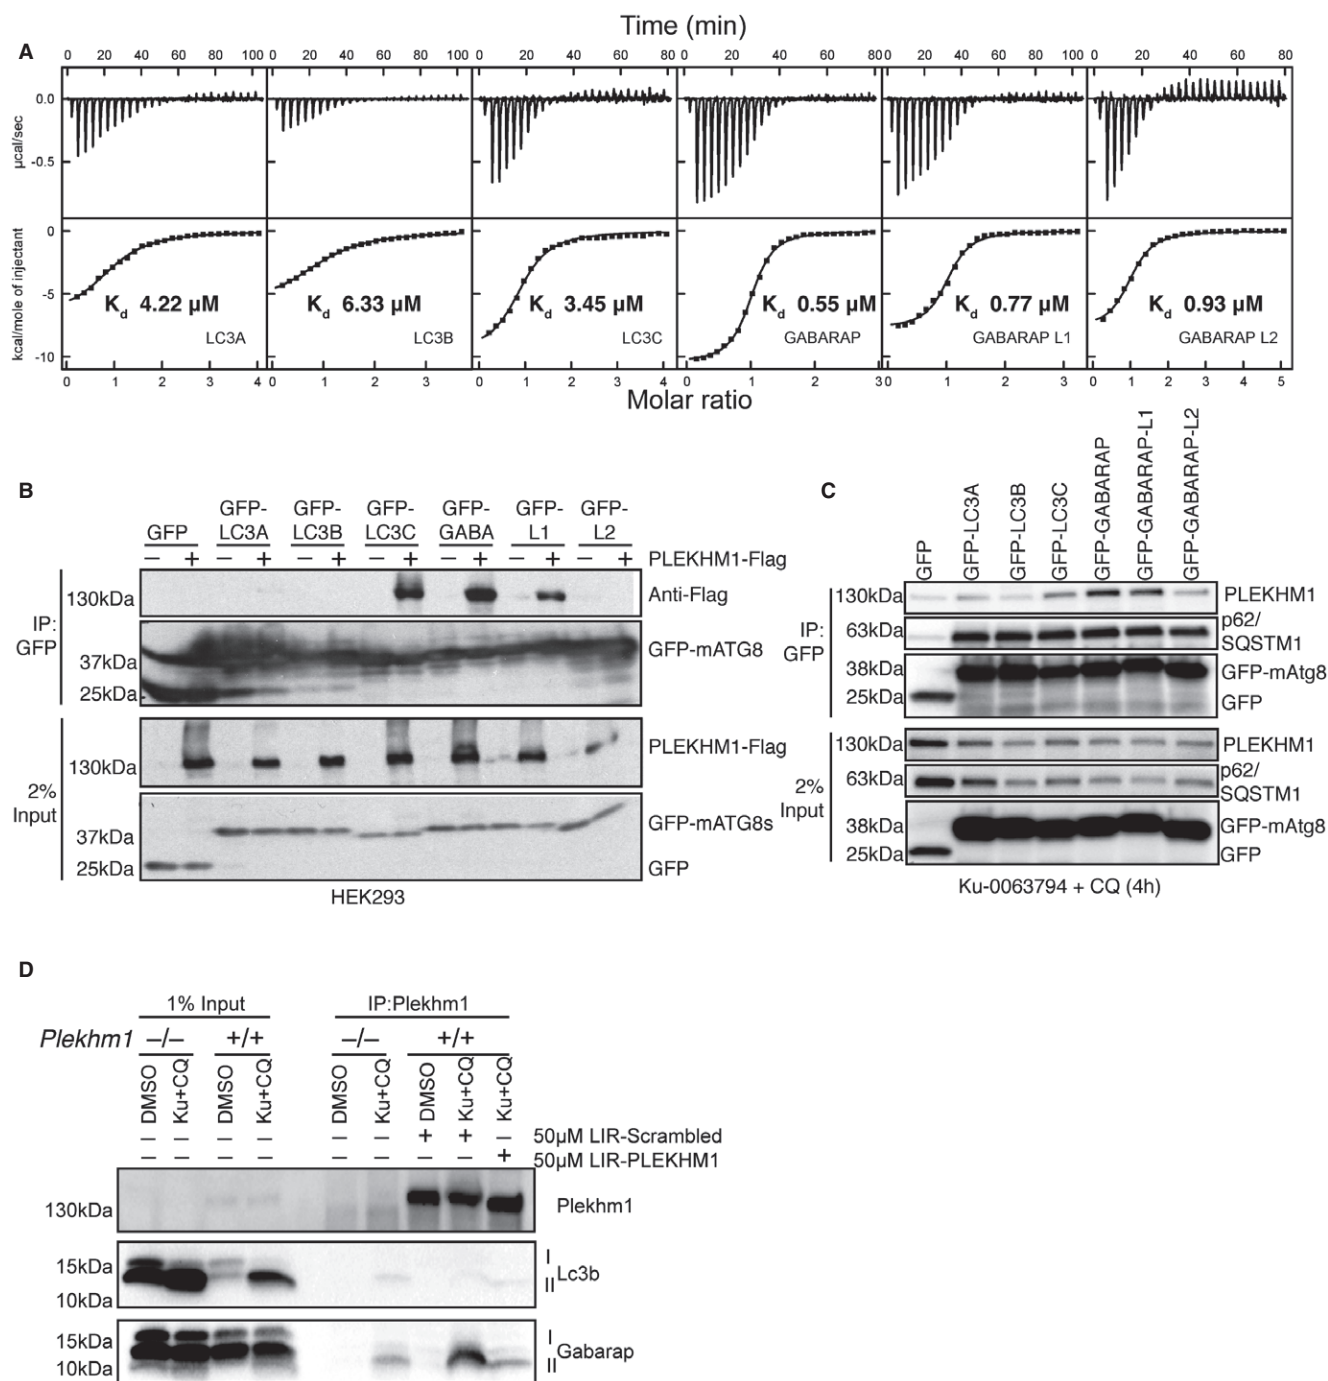 Time (min)
A
0 20 40 60 80 100 0 20 40 60 80 100 0 20 40 60 80 0 20 40 60 80 0 20 40 60 80 100 0 20 40 60 80
0.0
-0.5
µcal/sec
0
-5
-10
kcal/mole of injectant
Kd 4.22 µM Kd 6.33 µM Kd 3.45 µM Kd 0.55 µM Kd 0.77 µM Kd 0.93 µM
LC3A LC3B LC3C GABARAP GABARAP L1 GABARAP L2
0 1 2 3 4 0 1 2 3 0 1 2 3 4 0 1 2 3 0 1 2 3 0 1 2 3 4 5
Molar ratio
B
GFP GFP-LC3A GFP-LC3B GFP-LC3C GFP-GABA GFP-L1 GFP-L2
– + – + – + – + – + – + – + PLEKHM1-Flag
IP: GFP
130kDa Anti-Flag
37kDa GFP-mATG8
25kDa
2% Input
130kDa PLEKHM1-Flag
37kDa GFP-mATG8s
25kDa GFP
HEK293
C
GFP GFP-LC3A GFP-LC3B GFP-LC3C GFP-GABARAP GFP-GABARAP-L1 GFP-GABARAP-L2
IP: GFP
130kDa PLEKHM1
63kDa p62/
SQSTM1
38kDa GFP-mAtg8
25kDa GFP
2% Input
130kDa PLEKHM1
63kDa p62/
SQSTM1
38kDa GFP-mAtg8
25kDa GFP
Ku-0063794 + CQ (4h)
D
1% Input IP:Plekhm1
Plekhm1 –/– +/+ –/– +/+
DMSO Ku+CQ DMSO Ku+CQ DMSO Ku+CQ DMSO Ku+CQ Ku+CQ
– – – – – – + + – 50µM LIR-Scrambled
– – – – – – – – + 50µM LIR-PLEKHM1
130kDa Plekhm1
15kDa I
II Lc3b
10kDa
15kDa I
II Gabarap
10kDa